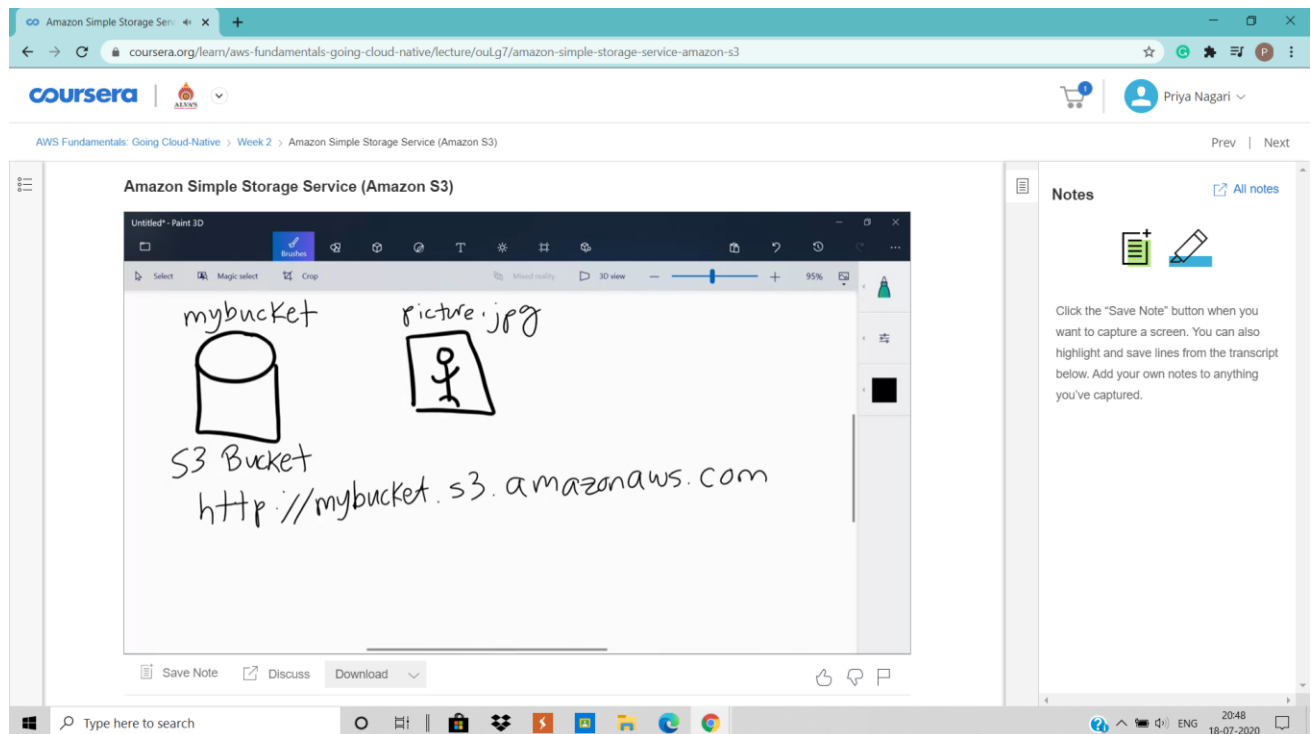 Amazon Simple Storage Serv
coursera.org/learn/aws-fundamentals-going-cloud-native/lecture/ouLg7/amazon-simple-storage-service-amazon-s3
P
coursera
ALVA'S
1
Priya Nagari
AWS Fundamentals: Going Cloud-Native > Week 2 > Amazon Simple Storage Service (Amazon S3)
Prev | Next
Amazon Simple Storage Service (Amazon S3)
Untitled* - Paint 3D
Brushes
T
Select Magic select Crop Mixed reality 3D view 95%
mybucket picture.jpg
S3 Bucket
http://mybucket.s3.amazonaws.com
Save Note Discuss Download
Notes
All notes
Click the “Save Note” button when you
want to capture a screen. You can also
highlight and save lines from the transcript
below. Add your own notes to anything
you've captured.
Type here to search
ENG
20:48
18-07-2020